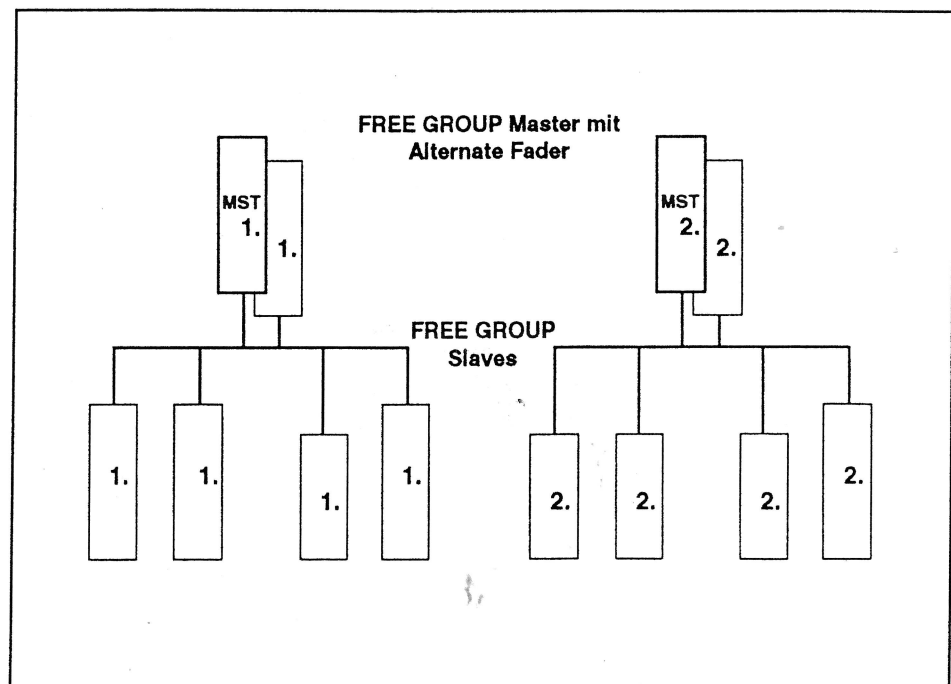 FREE GROUP Master mit
Alternate Fader
MST
1.
1.
MST
2.
2.
FREE GROUP
Slaves
1.
1.
1.
1.
2.
2.
2.
2.